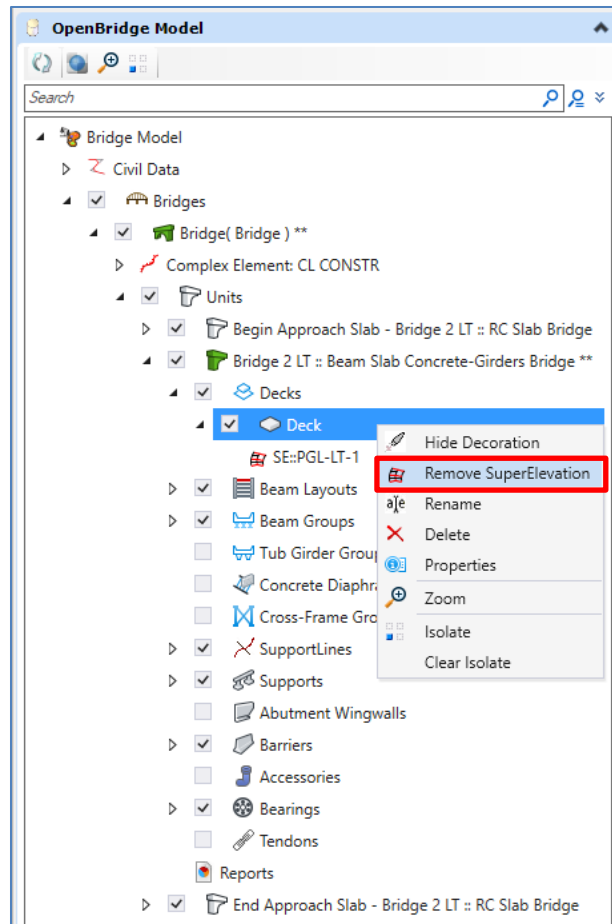 OpenBridge Model
Search
Bridge Model
Civil Data
Bridges
Bridge( Bridge ) **
Complex Element: CL CONSTR
Units
Begin Approach Slab - Bridge 2 LT :: RC Slab Bridge
Bridge 2 LT :: Beam Slab Concrete-Girders Bridge **
Decks
Deck
SE::PGL-LT-1
Beam Layouts
Beam Groups
Tub Girder Group
Concrete Diaphra
Cross-Frame Gro
SupportLines
Supports
Abutment Wingwalls
Barriers
Accessories
Bearings
Tendons
Reports
End Approach Slab - Bridge 2 LT :: RC Slab Bridge
Hide Decoration
Remove SuperElevation
Rename
Delete
Properties
Zoom
Isolate
Clear Isolate